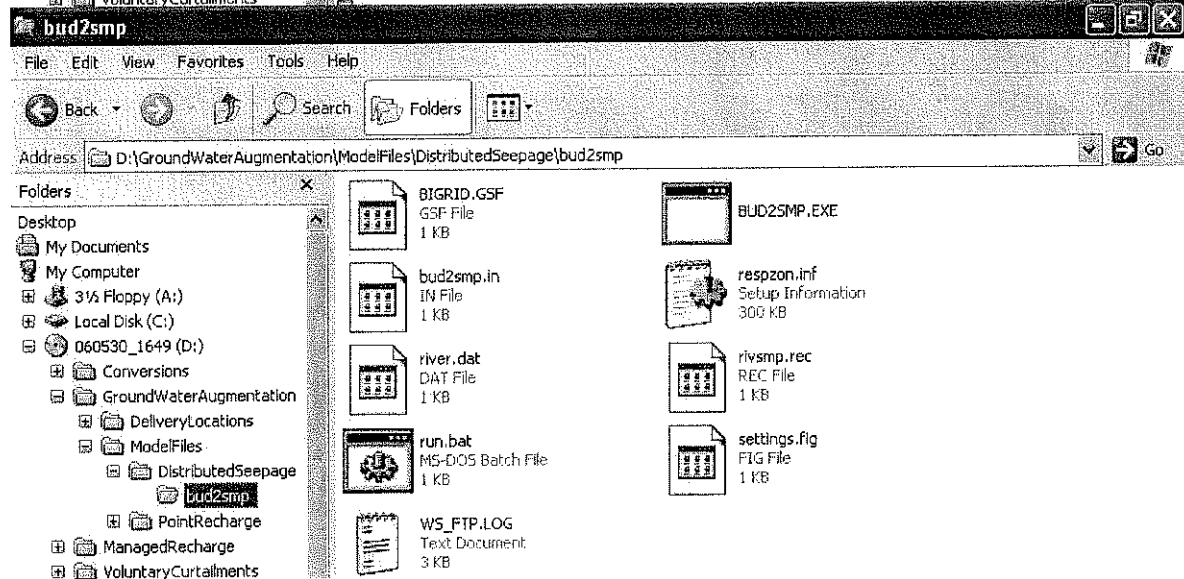 VoluntaryCurtailments
bud2smp
File Edit View Favorites Tools Help
Back Search Folders
Address D:\GroundWaterAugmentation\ModelFiles\DistributedSeepage\bud2smp Go
Folders
Desktop
My Documents
My Computer
3½ Floppy (A:)
Local Disk (C:)
060530_1649 (D:)
Conversions
GroundWaterAugmentation
DeliveryLocations
ModelFiles
DistributedSeepage
bud2smp
PointRecharge
ManagedRecharge
VoluntaryCurtailments
BIGRID.GSF
GSF File
1 KB
BUD2SMP.EXE
bud2smp.in
IN File
1 KB
respzon.inf
Setup Information
300 KB
river.dat
DAT File
1 KB
rivsmp.rec
REC File
1 KB
run.bat
MS-DOS Batch File
1 KB
settings.fig
FIG File
1 KB
WS_FTP.LOG
Text Document
3 KB